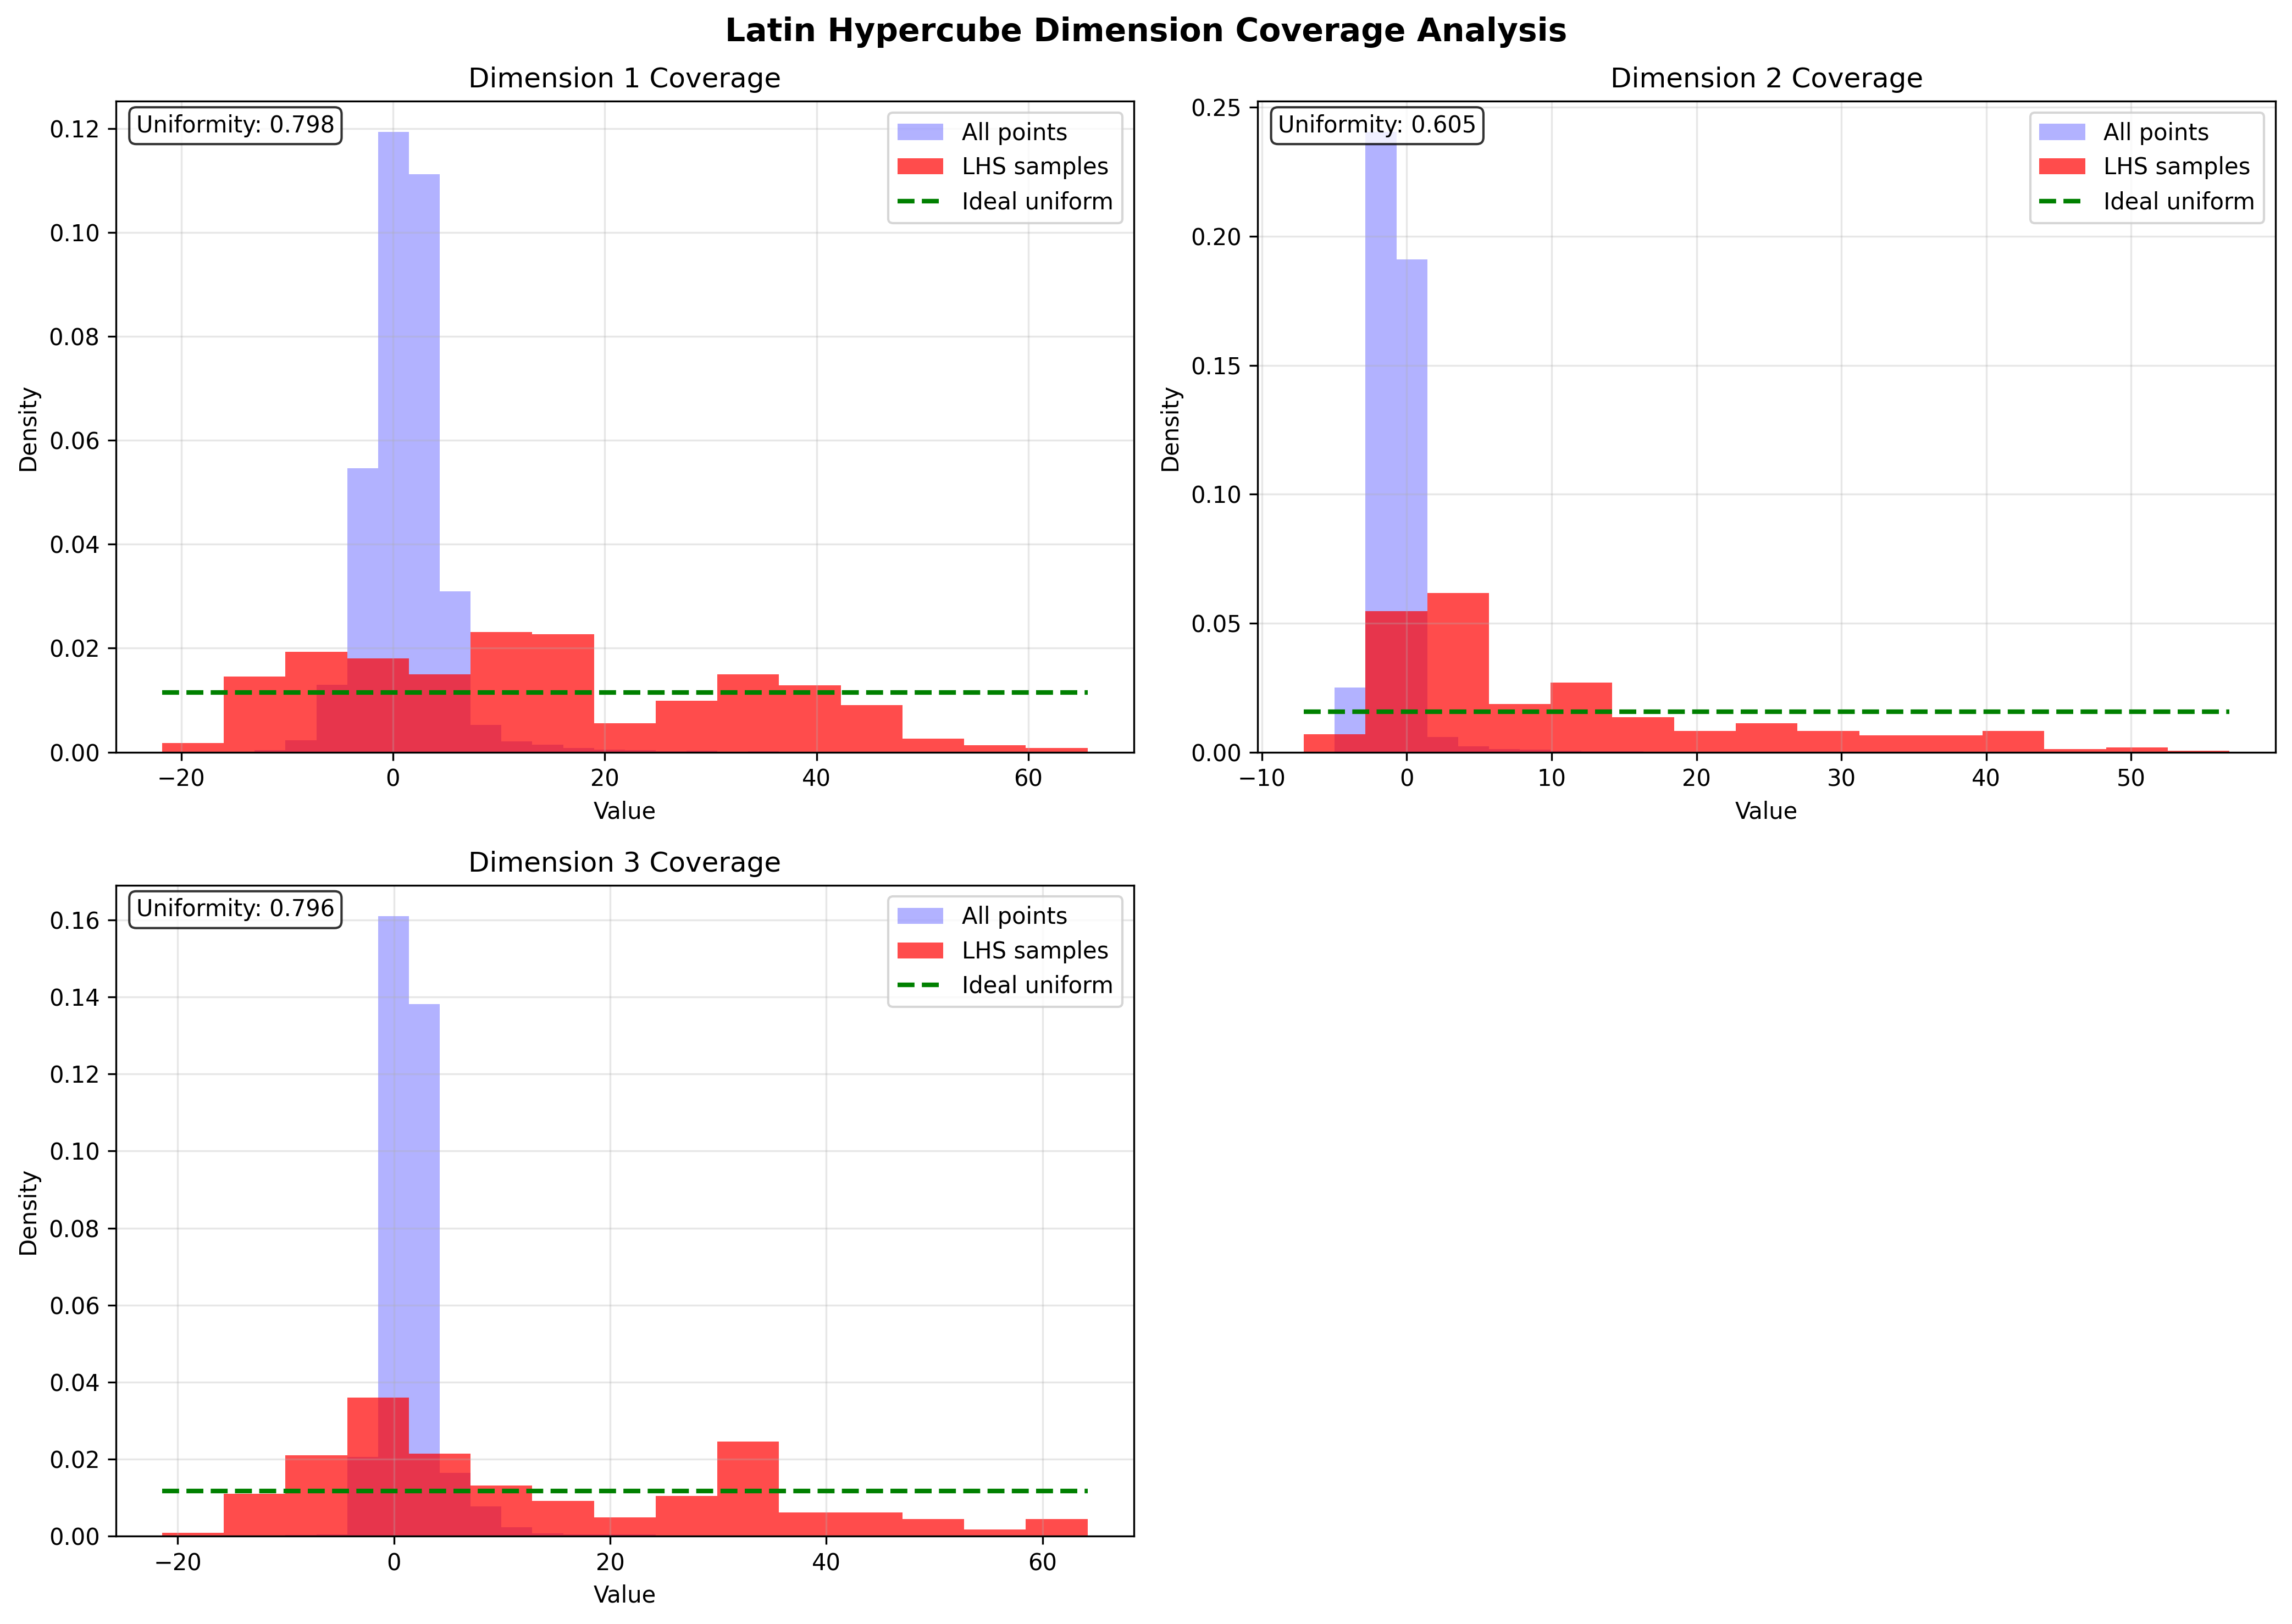 Latin Hypercube Dimension Coverage Analysis
Dimension 1 Coverage
Uniformity: 0.798
All points
LHS samples
Ideal uniform
0.12
0.10
0.08
0.06
0.04
0.02
0.00
Density
−20 0 20 40 60
Value
Dimension 2 Coverage
Uniformity: 0.605
All points
LHS samples
Ideal uniform
0.25
0.20
0.15
0.10
0.05
0.00
Density
−10 0 10 20 30 40 50
Value
Dimension 3 Coverage
Uniformity: 0.796
All points
LHS samples
Ideal uniform
0.16
0.14
0.12
0.10
0.08
0.06
0.04
0.02
0.00
Density
−20 0 20 40 60
Value